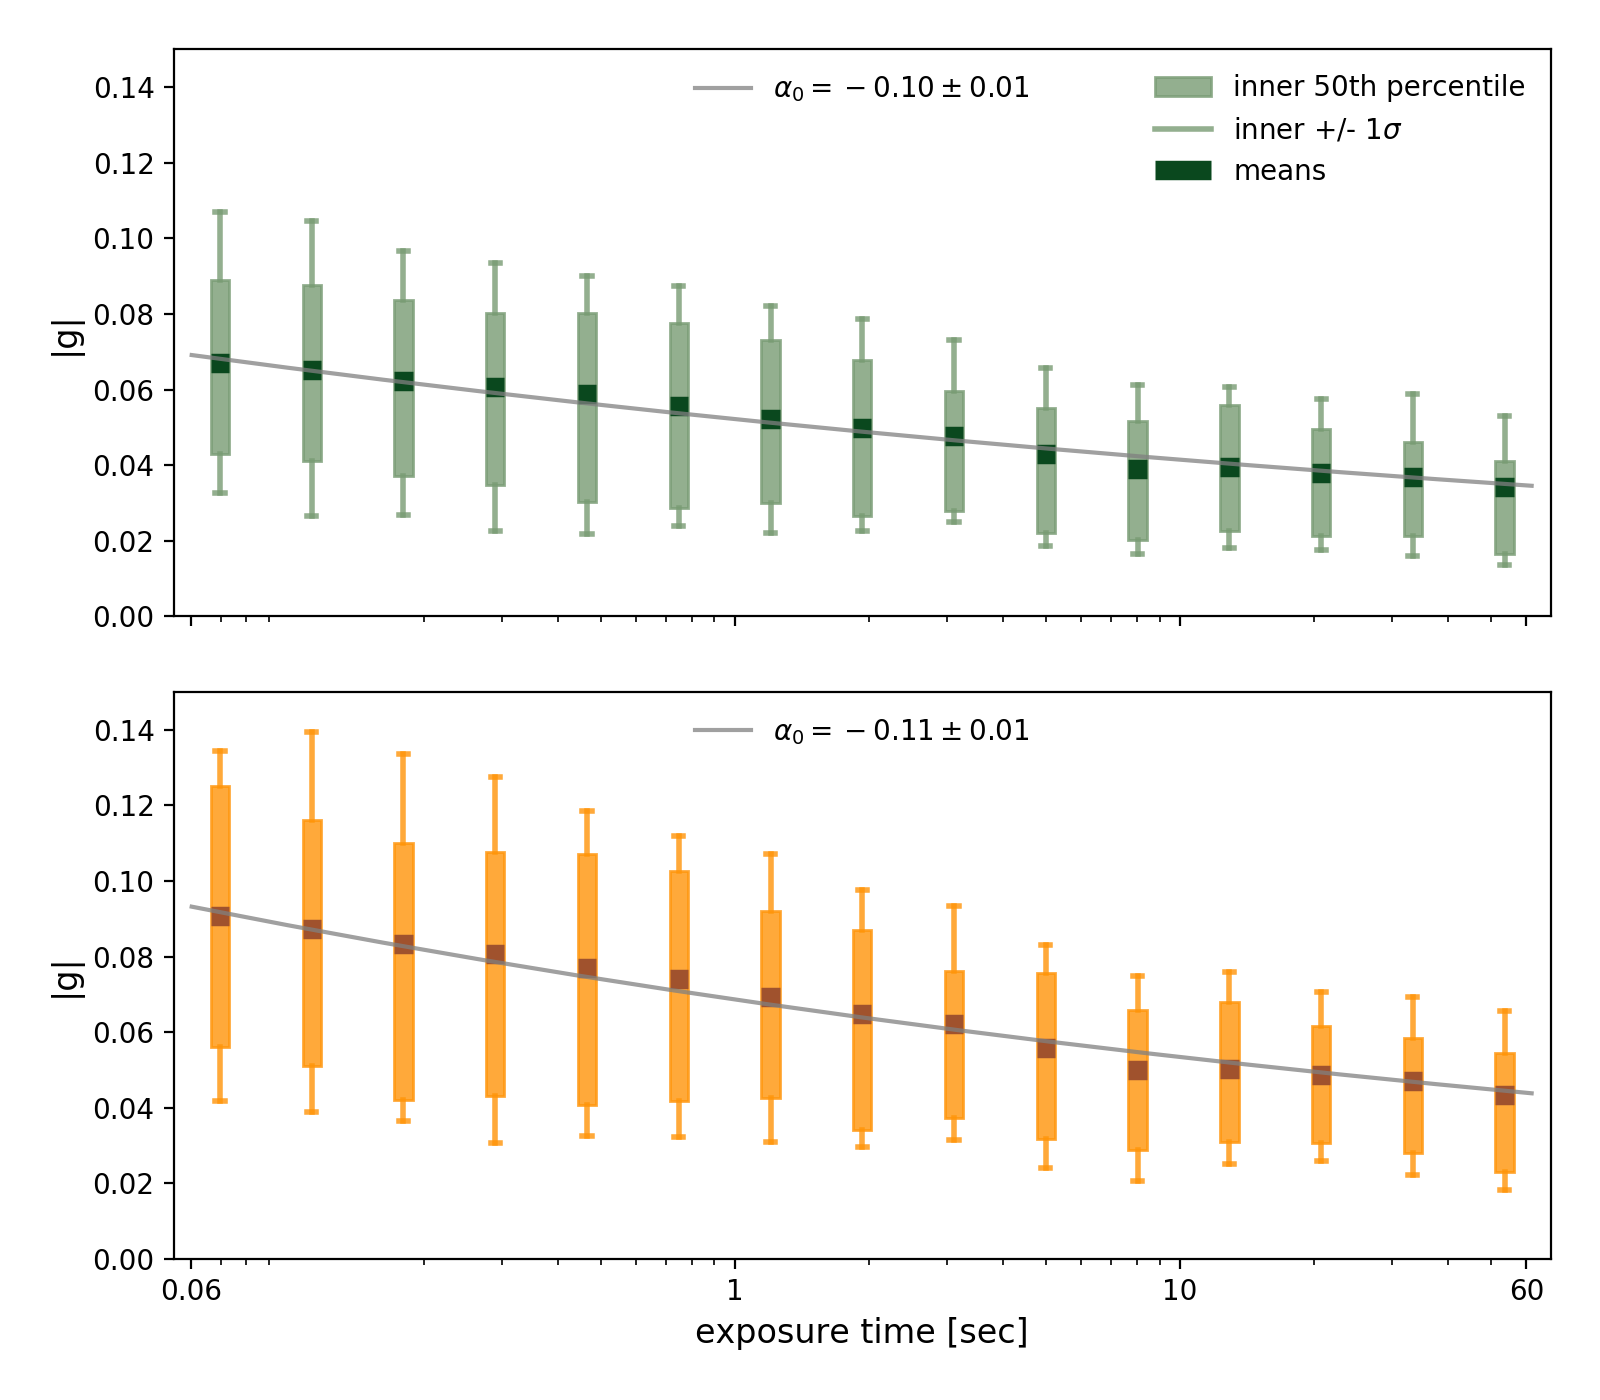 α₀ = − 0.10 ± 0.01
inner 50th percentile
inner +/- 1σ
means
0.14
0.12
0.10
0.08
0.06
0.04
0.02
0.00
|g|
α₀ = − 0.11 ± 0.01
0.14
0.12
0.10
0.08
0.06
0.04
0.02
0.00
|g|
0.06 1 10 60
exposure time [sec]